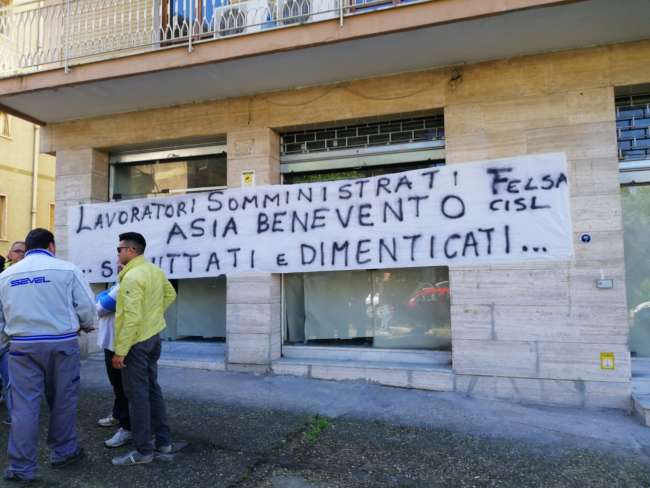 LAVORATORI SOMMINISTRATI FELSA
ASIA BENEVENTO CISL
.. SFRUTTATI E DIMENTICATI...
SEVEL